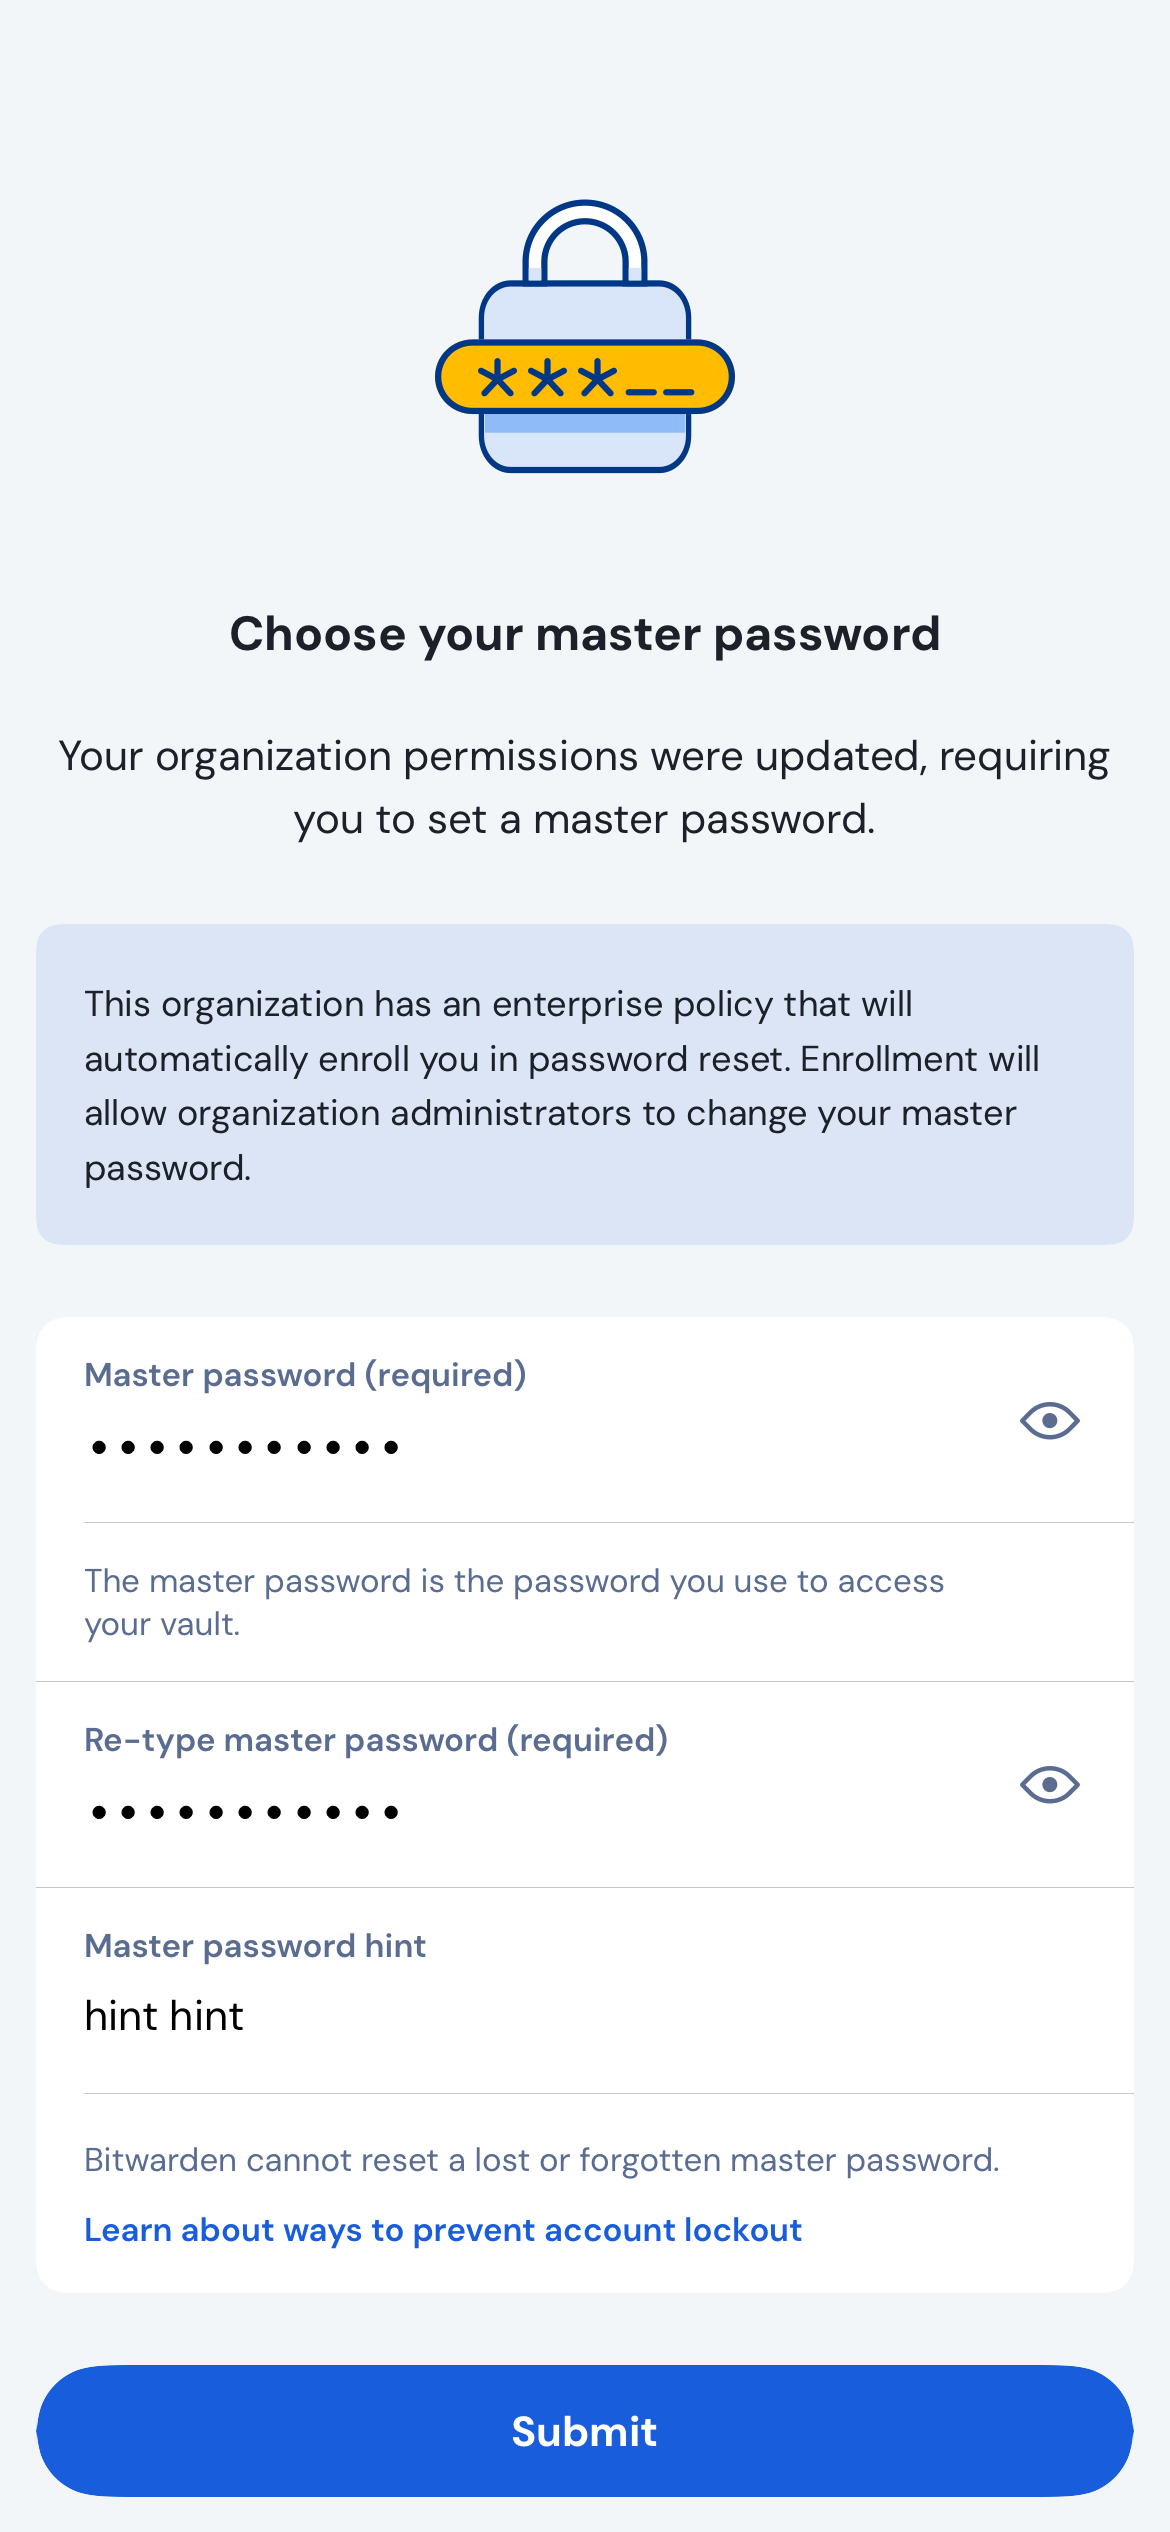 ***__
Choose your master password
Your organization permissions were updated, requiring
you to set a master password.
This organization has an enterprise policy that will
automatically enroll you in password reset. Enrollment will
allow organization administrators to change your master
password.
Master password (required)
•••••••••••
The master password is the password you use to access
your vault.
Re-type master password (required)
•••••••••••
Master password hint
hint hint
Bitwarden cannot reset a lost or forgotten master password.
Learn about ways to prevent account lockout
Submit